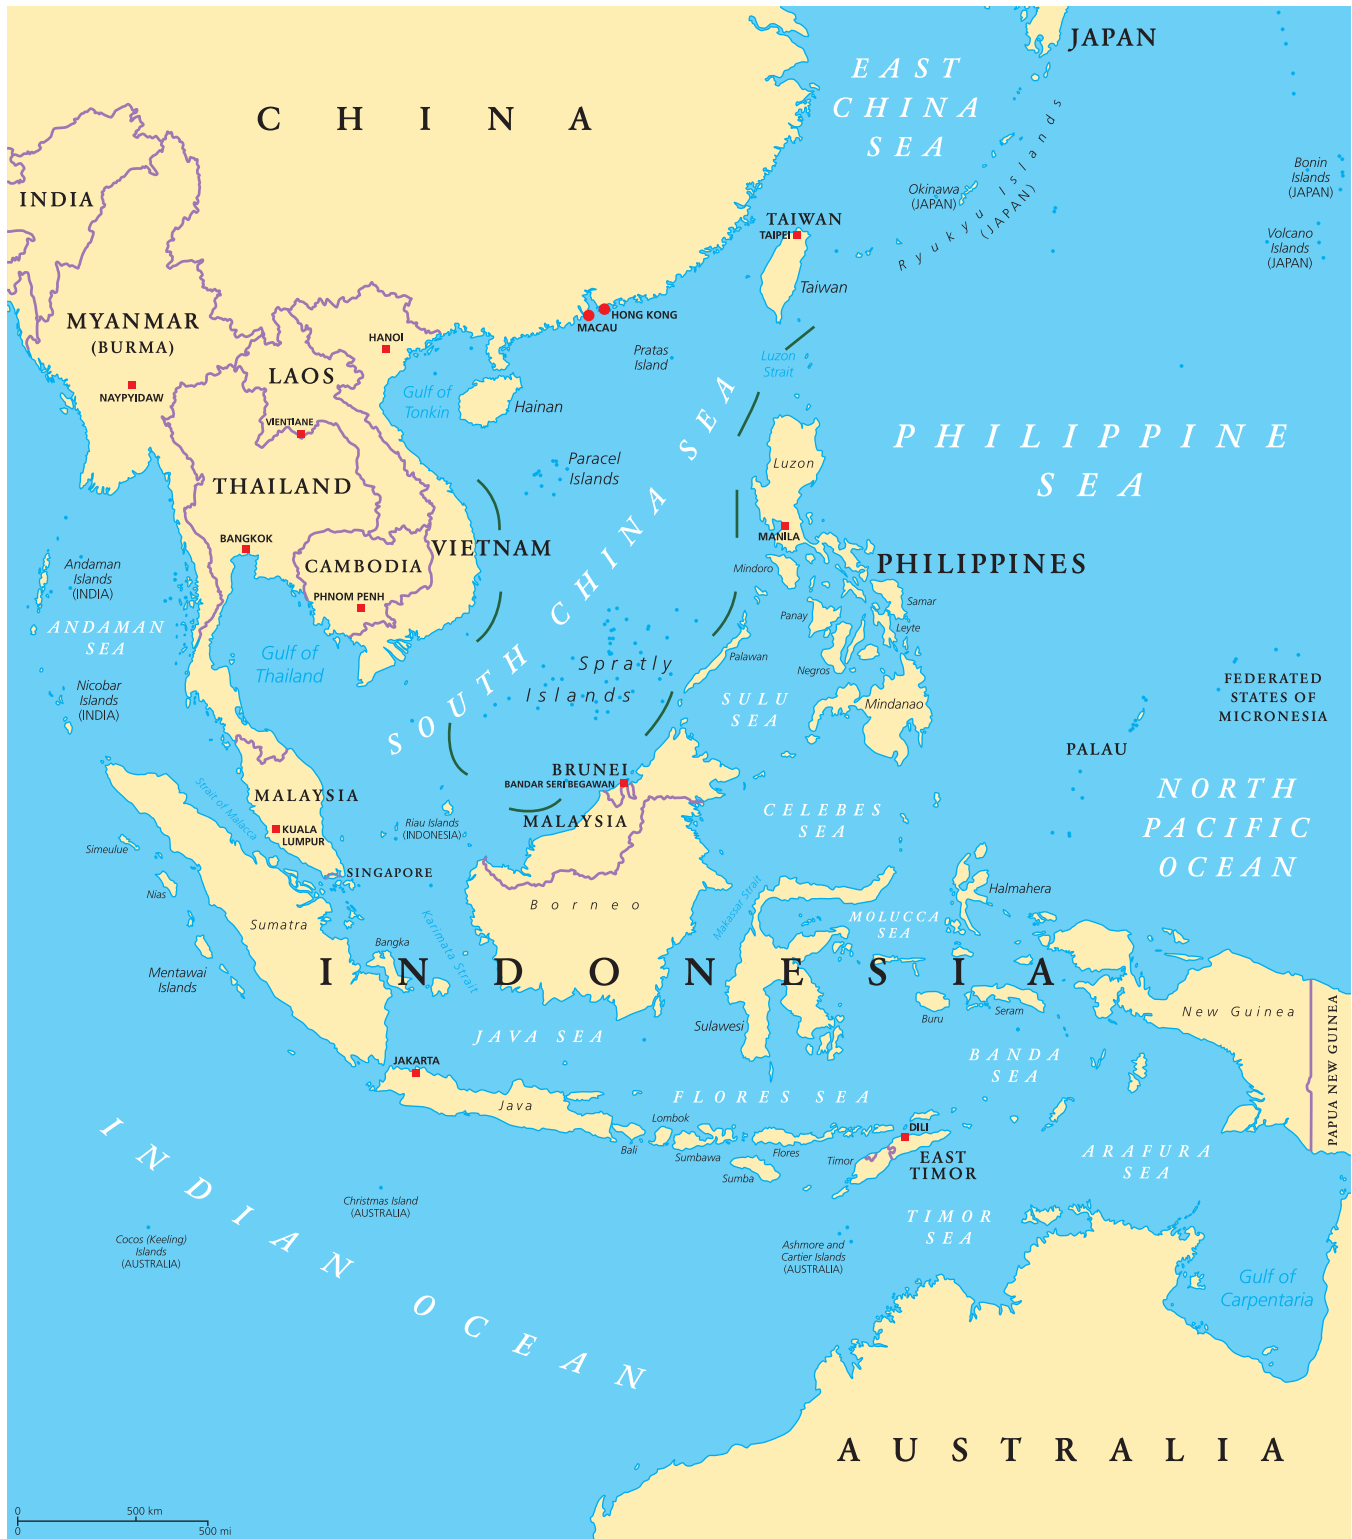 JAPAN
EAST
CHINA
SEA
CHINA
Ryukyu Islands
(JAPAN)
Bonin
Islands
(JAPAN)
INDIA
Okinawa
(JAPAN)
TAIWAN
TAIPEI
Volcano
Islands
(JAPAN)
Taiwan
MYANMAR
(BURMA)
HONG KONG
MACAU
HANOI
Pratas
Island
Luzon
Strait
LAOS
NAYPYIDAW
Gulf of
Tonkin
Hainan
VIENTIANE
PHILIPPINE
SEA
Paracel
Islands
Luzon
THAILAND
SOUTH CHINA SEA
BANGKOK
VIETNAM
MANILA
CAMBODIA
PHILIPPINES
Andaman
Islands
(INDIA)
Mindoro
PHNOM PENH
Samar
Panay
Leyte
ANDAMAN
SEA
Gulf of
Thailand
Spratly
Islands
Palawan
Negros
Nicobar
Islands
(INDIA)
SULU
SEA
Mindanao
FEDERATED
STATES OF
MICRONESIA
PALAU
BRUNEI
BANDAR SERI BEGAWAN
MALAYSIA
Strait of Malacca
KUALA
LUMPUR
Riau Islands
(INDONESIA)
MALAYSIA
CELEBES
SEA
NORTH
PACIFIC
OCEAN
Simeulue
SINGAPORE
Nias
Sumatra
Borneo
Makassar Strait
Halmahera
MOLUCCA
SEA
Karimata Strait
Bangka
INDONESIA
Mentawai
Islands
New Guinea
PAPUA NEW GUINEA
Sulawesi
Buru
Seram
JAVA SEA
BANDA
SEA
JAKARTA
FLORES SEA
Java
Lombok
Bali
Sumbawa
Flores
Sumba
Timor
DILI
EAST
TIMOR
ARAFURA
SEA
INDIAN OCEAN
Christmas Island
(AUSTRALIA)
TIMOR
SEA
Cocos (Keeling)
Islands
(AUSTRALIA)
Ashmore and
Cartier Islands
(AUSTRALIA)
Gulf of
Carpentaria
AUSTRALIA
0 500 km
0 500 mi